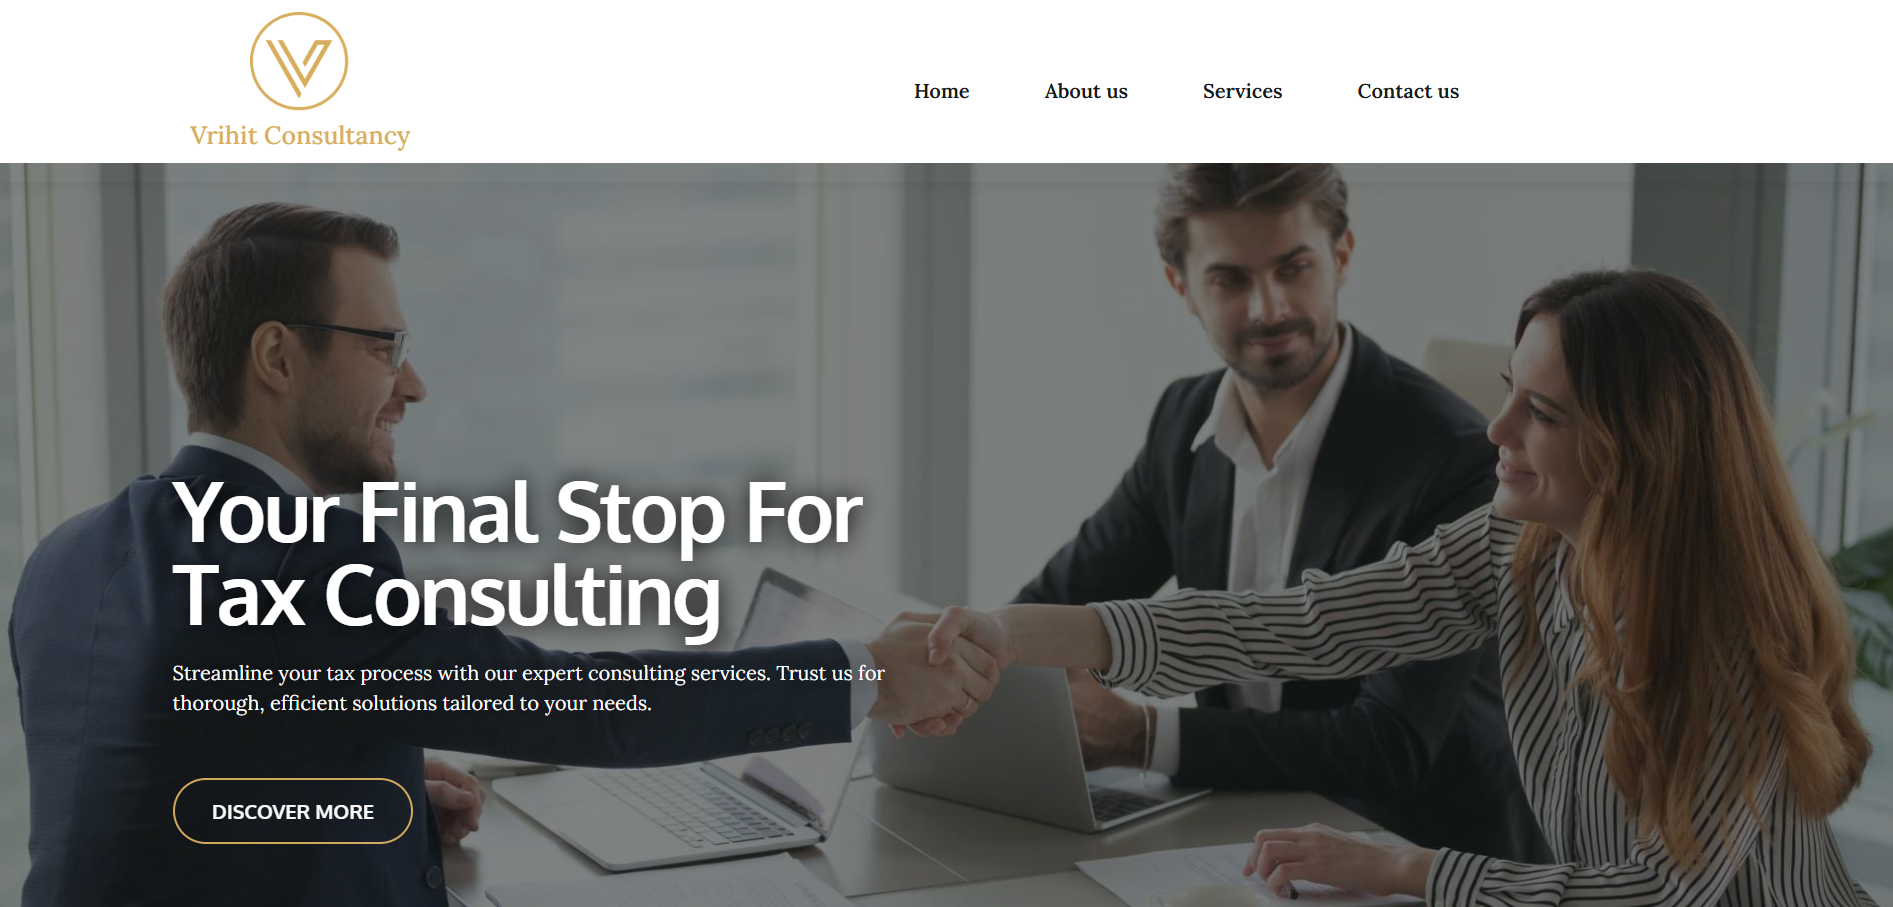 Vrihit Consultancy
Home
About us
Services
Contact us
Your Final Stop For
Tax Consulting
Streamline your tax process with our expert consulting services. Trust us for
thorough, efficient solutions tailored to your needs.
DISCOVER MORE